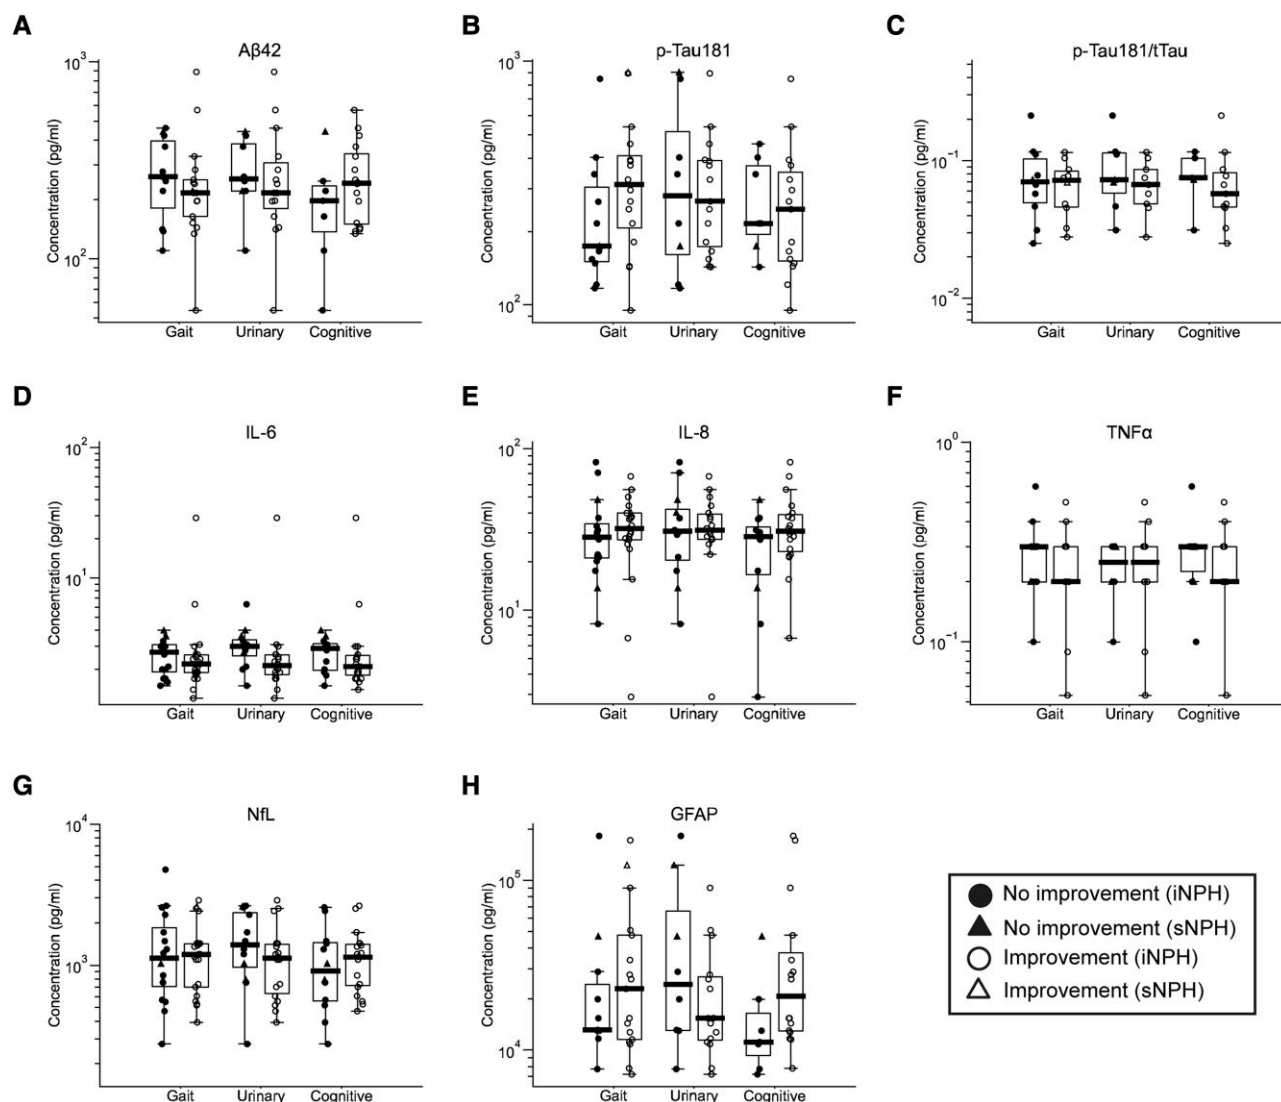 A
Aβ42
Concentration (pg/ml)
10³
10²
Gait Urinary Cognitive
B
p-Tau181
Concentration (pg/ml)
10³
10²
Gait Urinary Cognitive
C
p-Tau181/tTau
Concentration (pg/ml)
10⁻¹
10⁻²
Gait Urinary Cognitive
D
IL-6
Concentration (pg/ml)
10²
10¹
Gait Urinary Cognitive
E
IL-8
Concentration (pg/ml)
10²
10¹
Gait Urinary Cognitive
F
TNFα
Concentration (pg/ml)
10⁰
10⁻¹
Gait Urinary Cognitive
G
NfL
Concentration (pg/ml)
10⁴
10³
Gait Urinary Cognitive
H
GFAP
Concentration (pg/ml)
10⁵
10⁴
Gait Urinary Cognitive
No improvement (iNPH)
No improvement (sNPH)
Improvement (iNPH)
Improvement (sNPH)